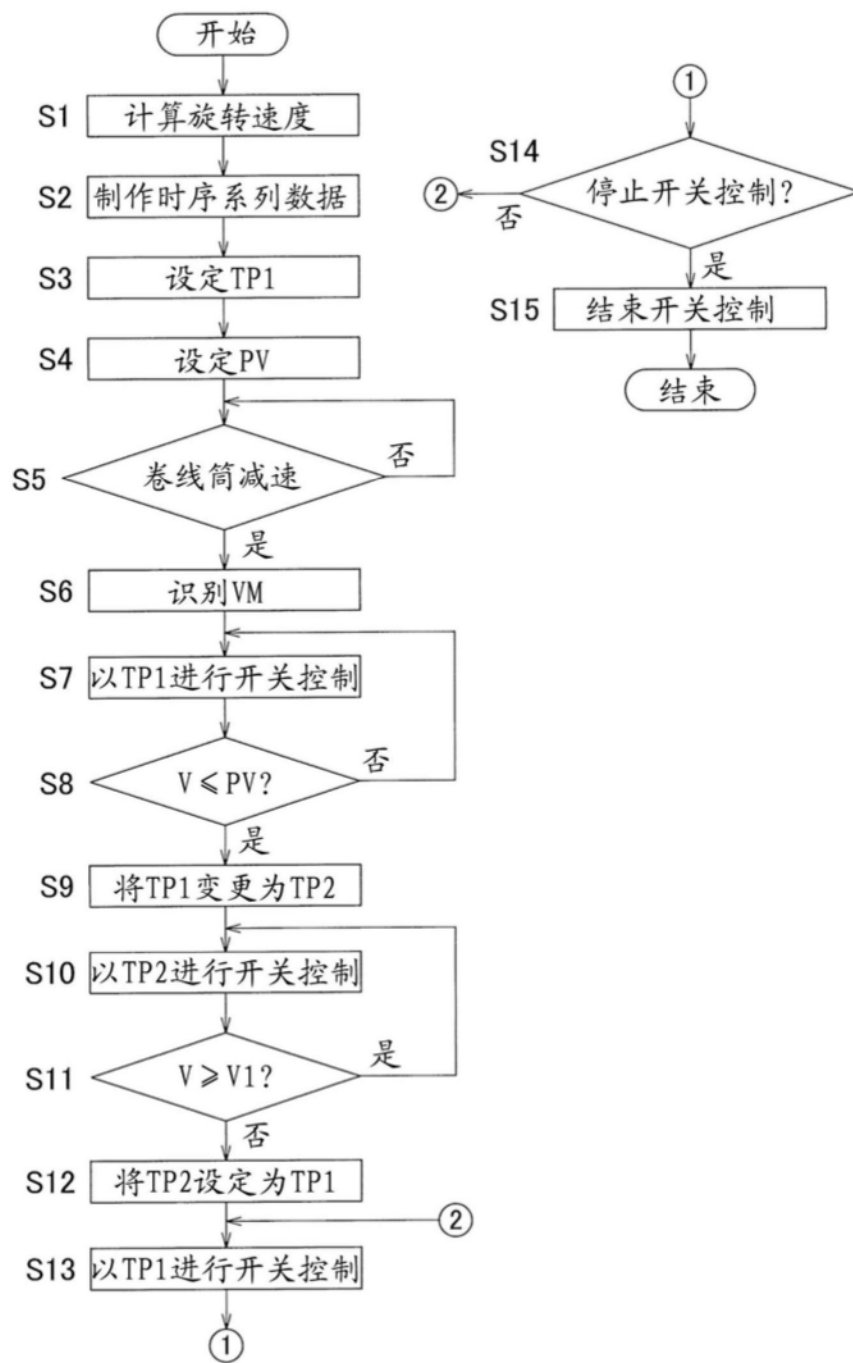 开始
S1 计算旋转速度
S2 制作时序系列数据
S3 设定TP1
S4 设定PV
S5 卷线筒减速 否
是
S6 识别VM
S7 以TP1进行开关控制
S8 V≤PV? 否
是
S9 将TP1变更为TP2
S10 以TP2进行开关控制
S11 V≥V1? 是
否
S12 将TP2设定为TP1
②
S13 以TP1进行开关控制
①
①
S14
② 停止开关控制?
否
是
S15 结束开关控制
结束